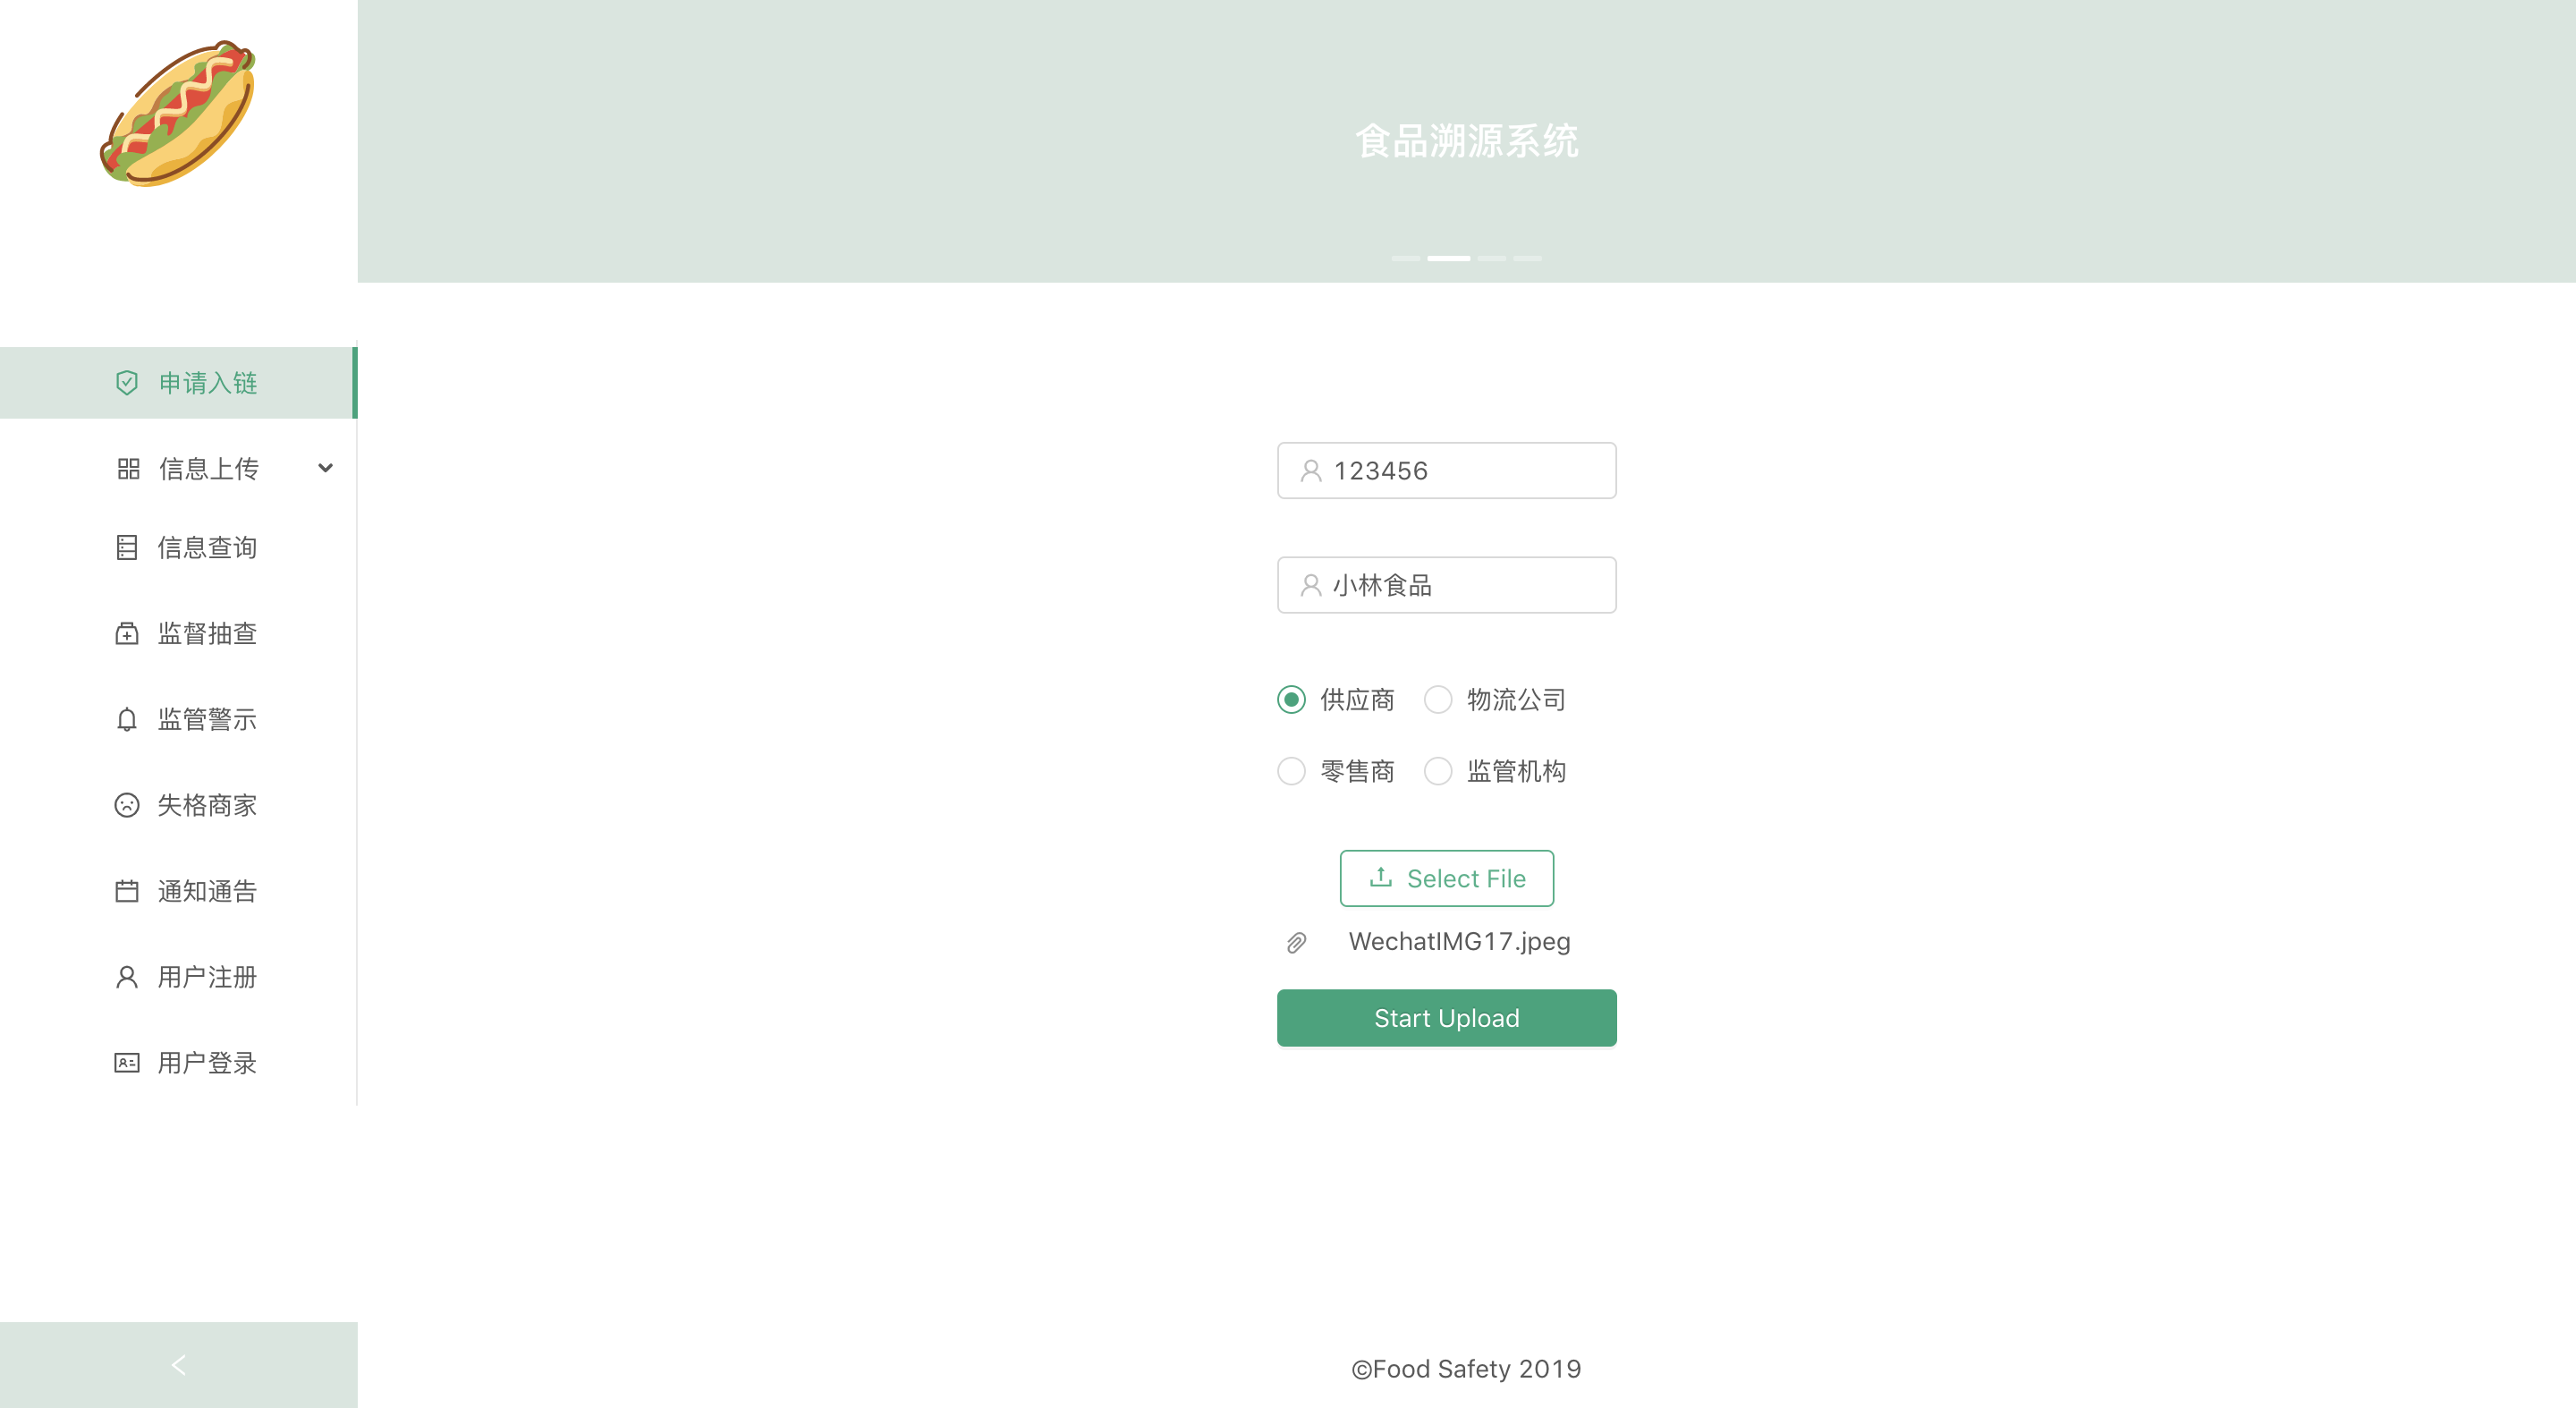 食品溯源系统
申请入链
信息上传
信息查询
监督抽查
监管警示
失格商家
通知通告
用户注册
用户登录
123456
小林食品
供应商 物流公司
零售商 监管机构
Select File
WechatIMG17.jpeg
Start Upload
©Food Safety 2019